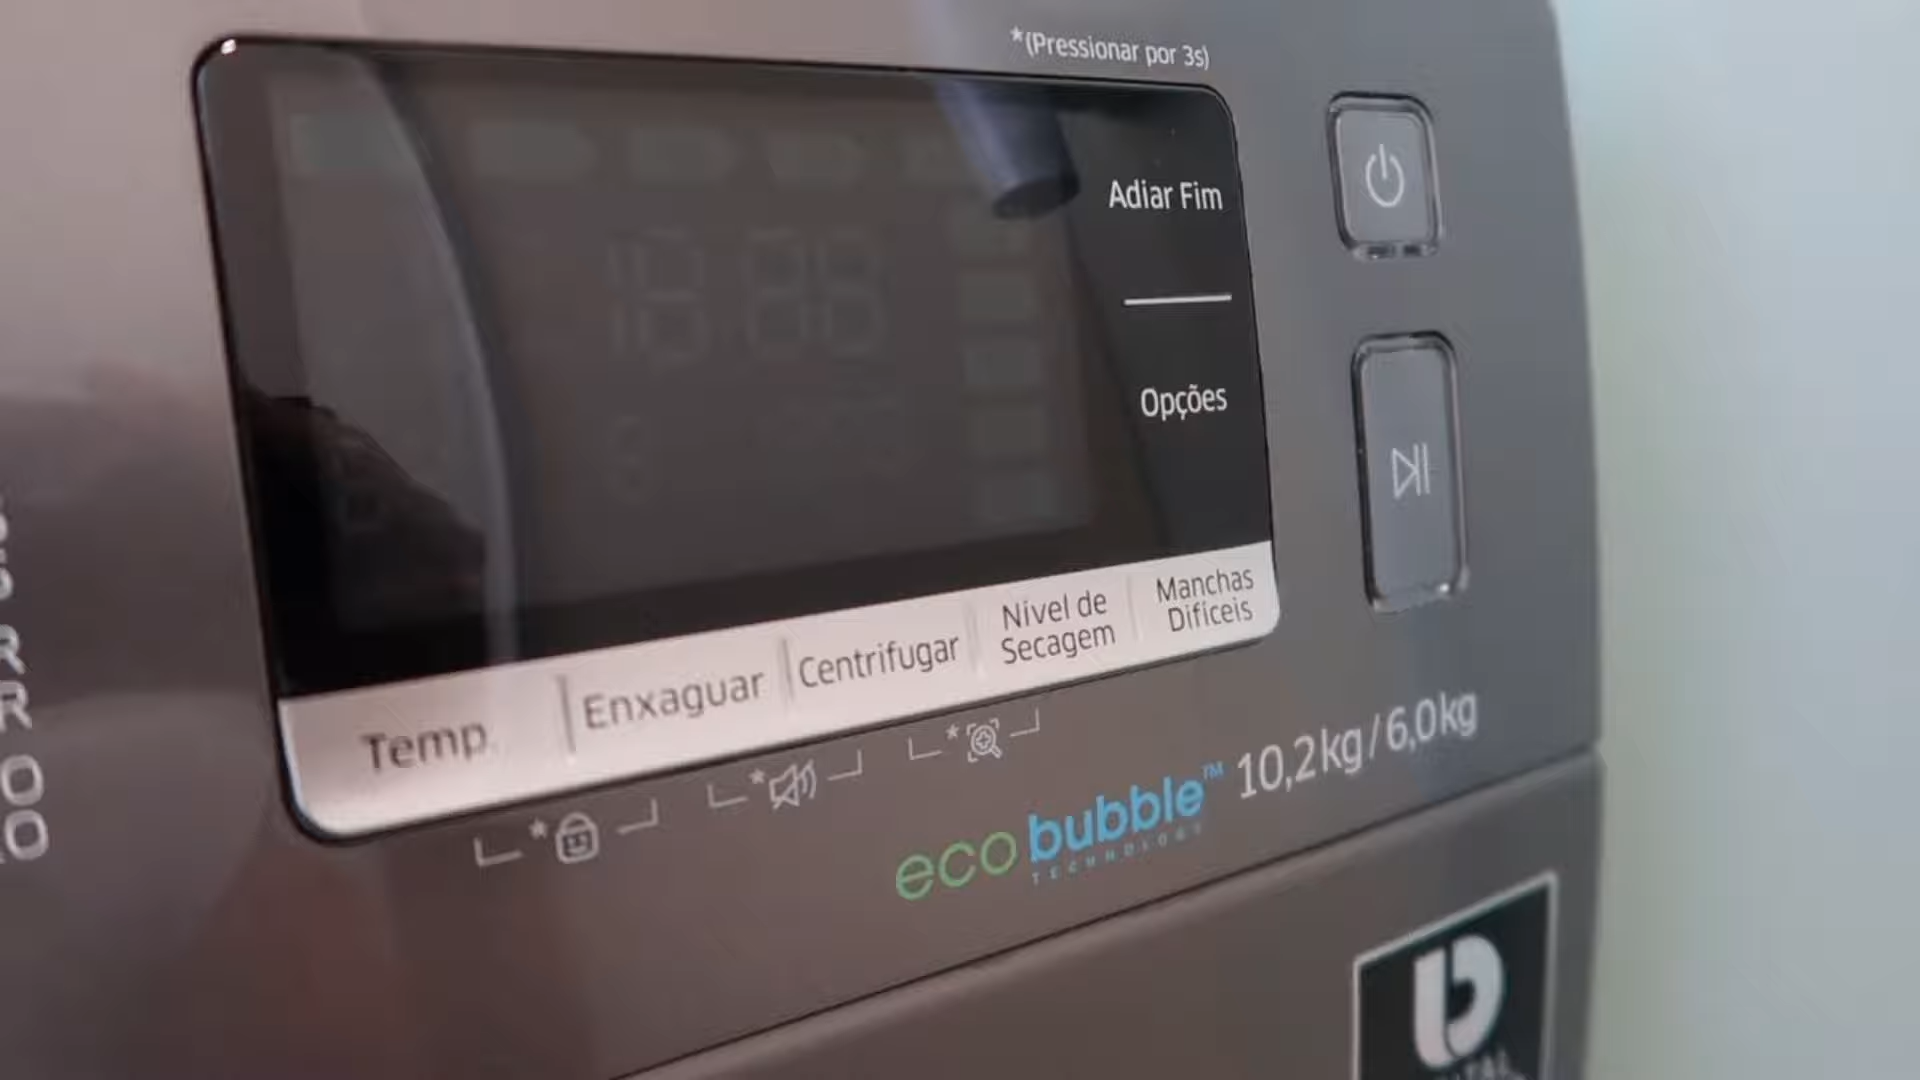 *(Pressionar por 3s)
Adiar Fim
Opções
Temp.
Enxaguar
Centrifugar
Nível de
Secagem
Manchas
Difíceis
*
*
*
eco bubble™
TECHNOLOGY
10,2kg/6,0kg